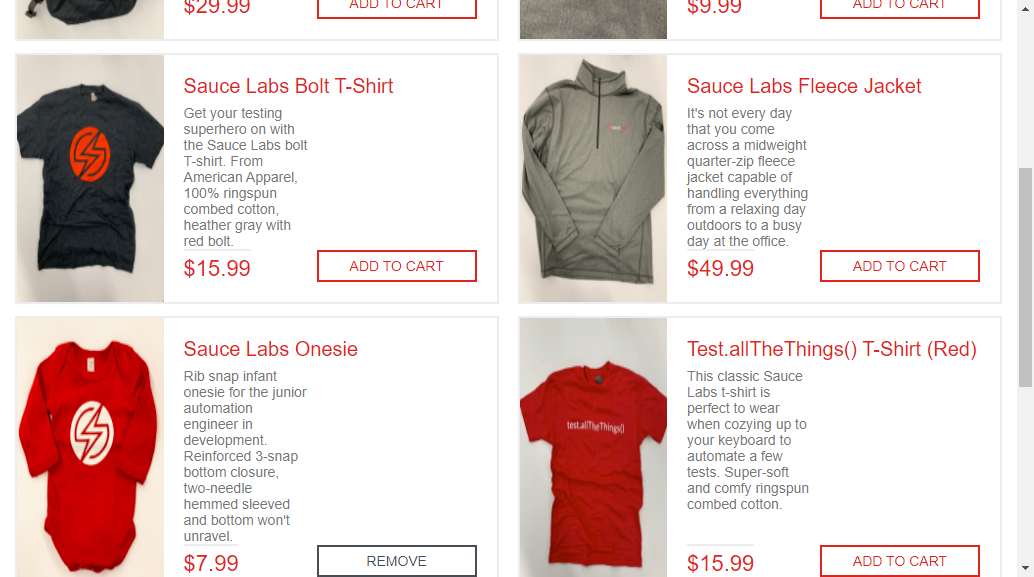 $29.99
ADD TO CART
$9.99
ADD TO CART
Sauce Labs Bolt T-Shirt
Get your testing
superhero on with
the Sauce Labs bolt
T-shirt. From
American Apparel,
100% ringspun
combed cotton,
heather gray with
red bolt.
$15.99
ADD TO CART
Sauce Labs Fleece Jacket
It's not every day
that you come
across a midweight
quarter-zip fleece
jacket capable of
handling everything
from a relaxing day
outdoors to a busy
day at the office.
$49.99
ADD TO CART
Sauce Labs Onesie
Rib snap infant
onesie for the junior
automation
engineer in
development.
Reinforced 3-snap
bottom closure,
two-needle
hemmed sleeved
and bottom won't
unravel.
$7.99
REMOVE
test.allTheThings()
Test.allTheThings() T-Shirt (Red)
This classic Sauce
Labs t-shirt is
perfect to wear
when cozying up to
your keyboard to
automate a few
tests. Super-soft
and comfy ringspun
combed cotton.
$15.99
ADD TO CART